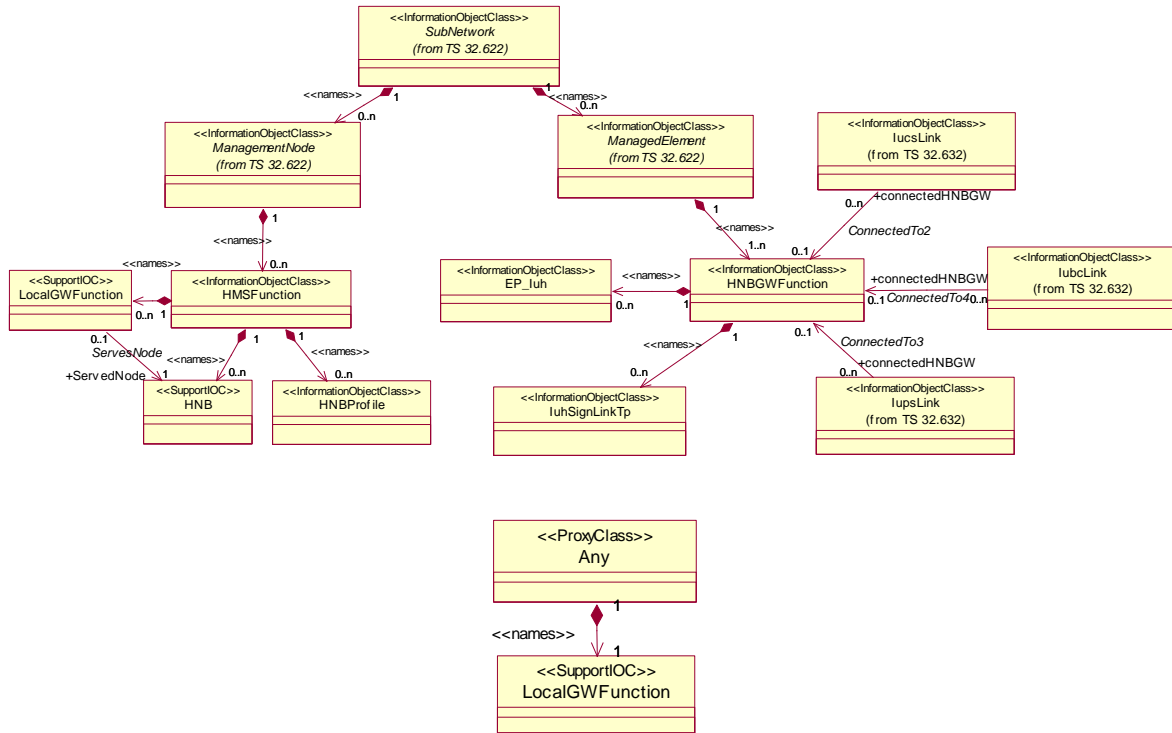 <<InformationObjectClass>>
SubNetwork
(from TS 32.622)
<<names>>
1
1
<<names>>
0..n
0..n
<<InformationObjectClass>>
ManagementNode
(from TS 32.622)
<<InformationObjectClass>>
ManagedElement
(from TS 32.622)
<<InformationObjectClass>>
IucsLink
(from TS 32.632)
1
<<names>>
0..n
1
<<names>>
1..n
+connectedHNBGW
0..n
ConnectedTo2
0..1
<<SupportIOC>>
LocalGWFunction
<<names>>
0..n
1
<<InformationObjectClass>>
HMSFunction
<<InformationObjectClass>>
EP_Iuh
<<names>>
0..n
1
<<InformationObjectClass>>
HNBGWFunction
+connectedHNBGW
0..1
ConnectedTo4
0..n
<<InformationObjectClass>>
IubcLink
(from TS 32.632)
0..1
ServesNode
+ServedNode
1
1
<<names>>
0..n
1
<<names>>
0..n
1
<<names>>
0..n
0..1
ConnectedTo3
+connectedHNBGW
0..n
<<SupportIOC>>
HNB
<<InformationObjectClass>>
HNBProfile
<<InformationObjectClass>>
IuhSignLinkTp
<<InformationObjectClass>>
IupsLink
(from TS 32.632)
<<ProxyClass>>
Any
1
<<names>>
1
<<SupportIOC>>
LocalGWFunction